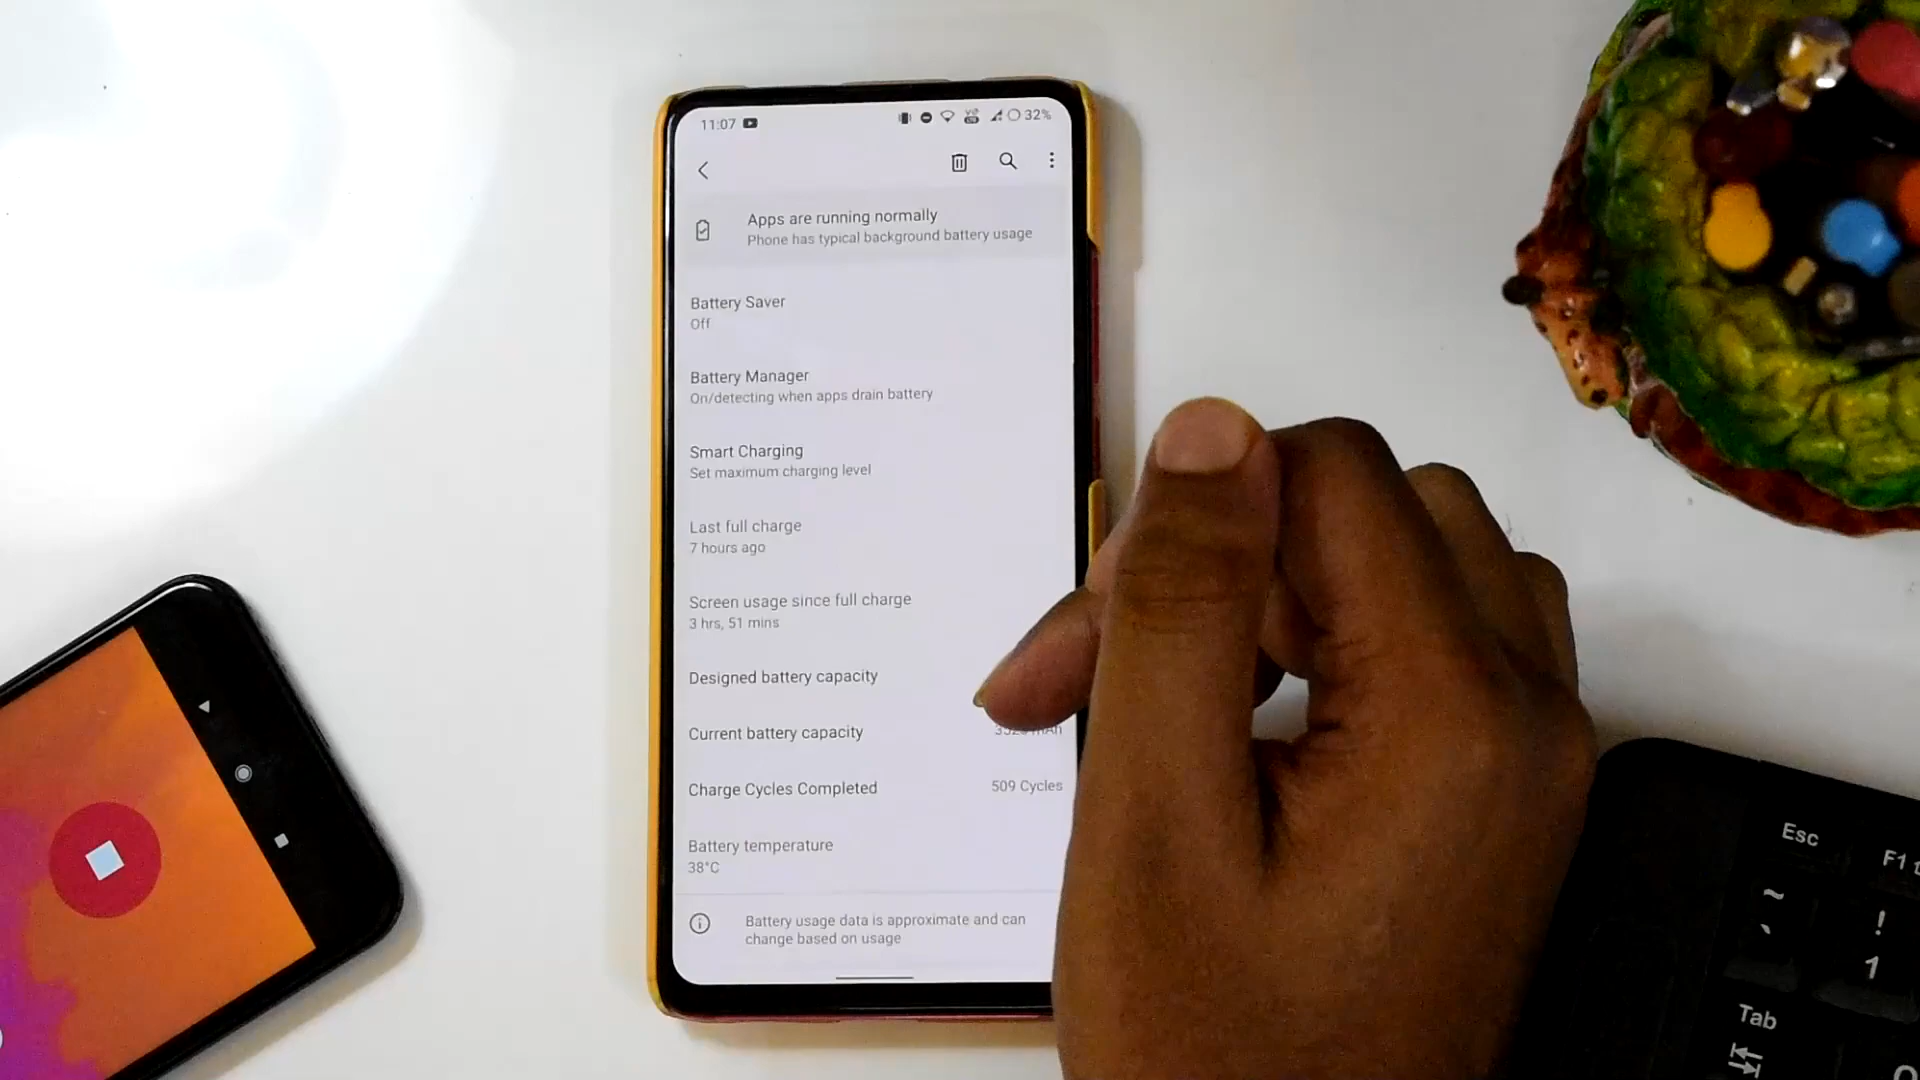 11:07 32%
Apps are running normally
Phone has typical background battery usage
Battery Saver
Off
Battery Manager
On/detecting when apps drain battery
Smart Charging
Set maximum charging level
Last full charge
7 hours ago
Screen usage since full charge
3 hrs, 51 mins
Designed battery capacity
Current battery capacity
Charge Cycles Completed 509 Cycles
Battery temperature
38°C
Battery usage data is approximate and can
change based on usage
Esc F1
~ !
` 1
Tab